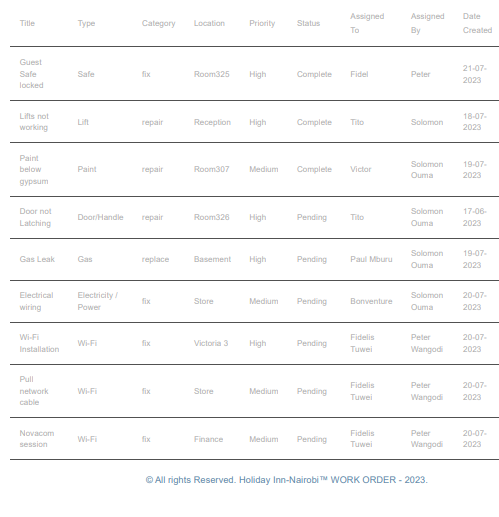 Title Type Category Location Priority Status Assigned To Assigned By Date Created
Guest Safe locked Safe fix Room325 High Complete Fidel Peter 21-07-2023
Lifts not working Lift repair Reception High Complete Tito Solomon 18-07-2023
Paint below gypsum Paint repair Room307 Medium Complete Victor Solomon Ouma 19-07-2023
Door not Latching Door/Handle repair Room326 High Pending Tito Solomon Ouma 17-06-2023
Gas Leak Gas replace Basement High Pending Paul Mburu Solomon Ouma 19-07-2023
Electrical wiring Electricity / Power fix Store Medium Pending Bonventure Solomon Ouma 20-07-2023
Wi-Fi Installation Wi-Fi fix Victoria 3 High Pending Fidelis Tuwei Peter Wangodi 20-07-2023
Pull network cable Wi-Fi fix Store Medium Pending Fidelis Tuwei Peter Wangodi 20-07-2023
Novacom session Wi-Fi fix Finance Medium Pending Fidelis Tuwei Peter Wangodi 20-07-2023
© All rights Reserved. Holiday Inn-Nairobi™ WORK ORDER - 2023.